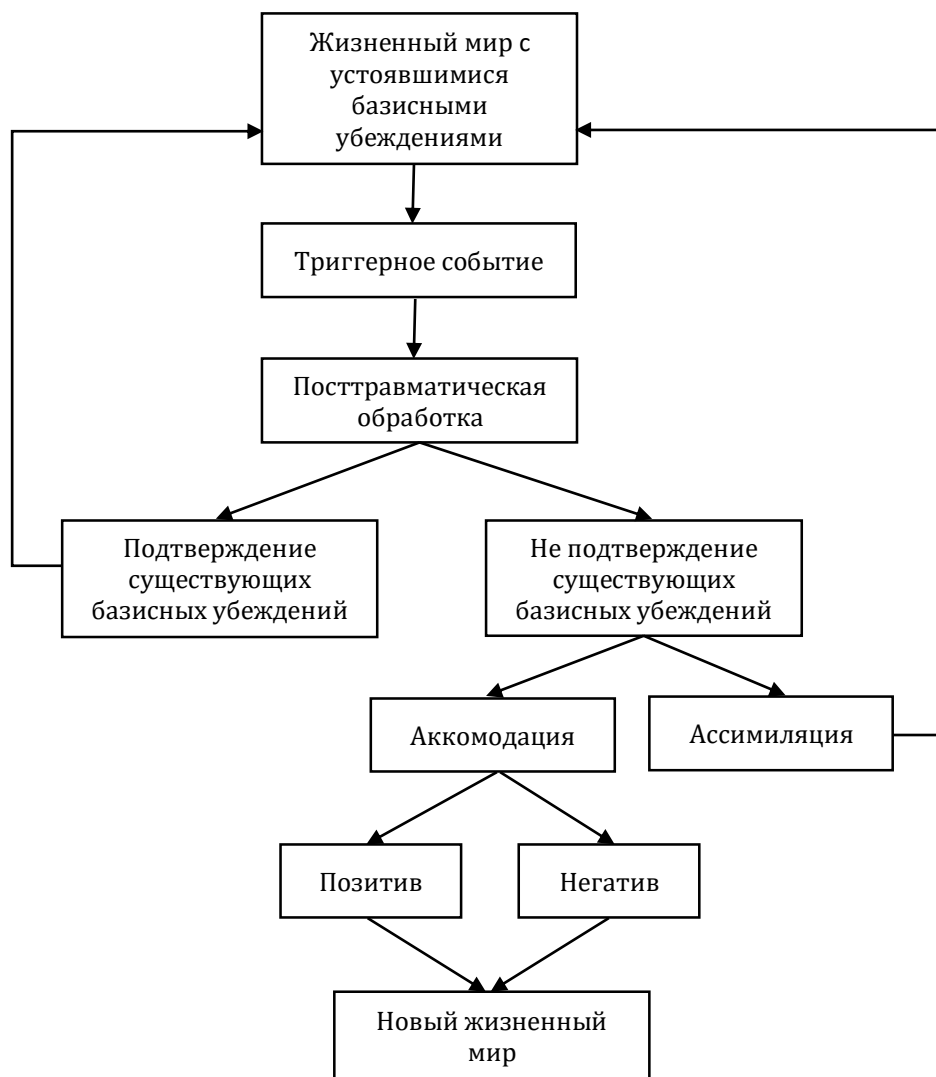 Жизненный мир с
устоявшимися
базисными
убеждениями
Триггерное событие
Посттравматическая
обработка
Подтверждение
существующих
базисных убеждений
Не подтверждение
существующих
базисных убеждений
Аккомодация
Ассимиляция
Позитив
Негатив
Новый жизненный
мир